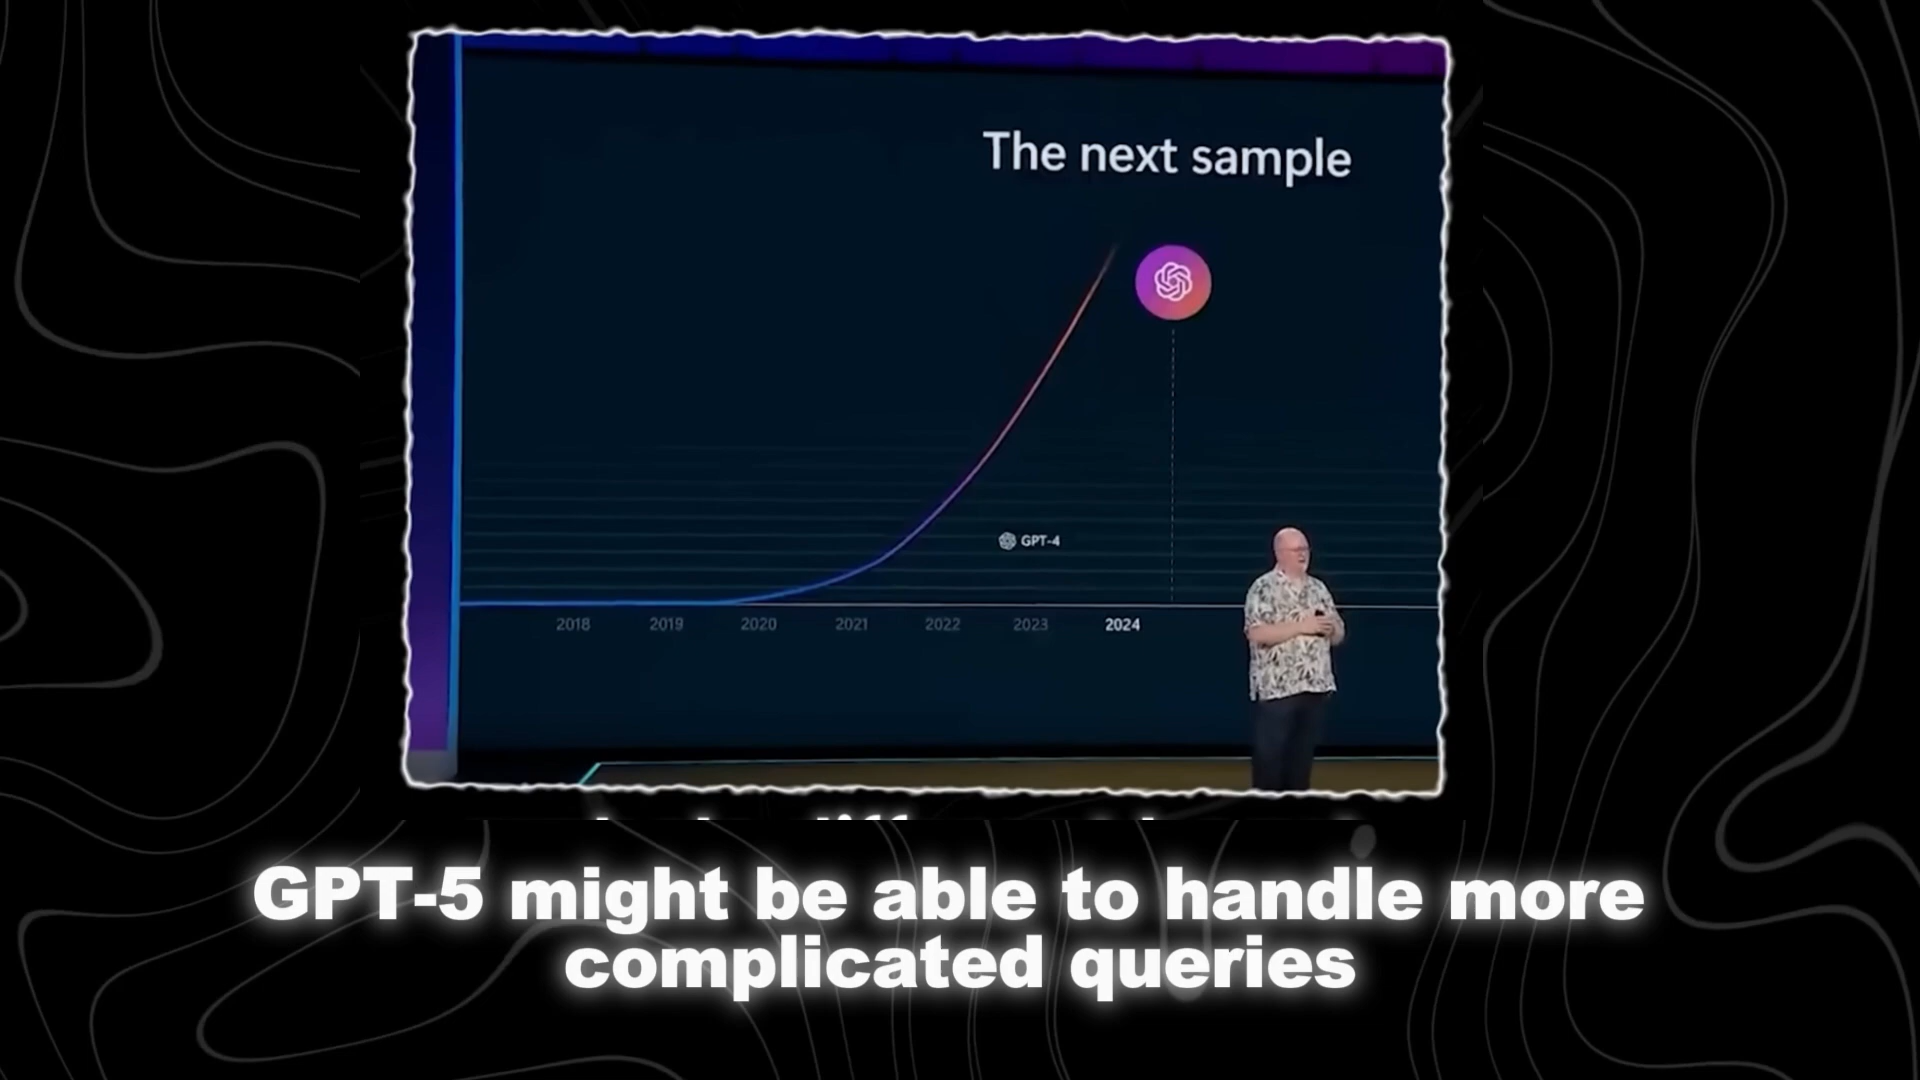 The next sample
GPT-4
2018 2019 2020 2021 2022 2023 2024
GPT-5 might be able to handle more
complicated queries